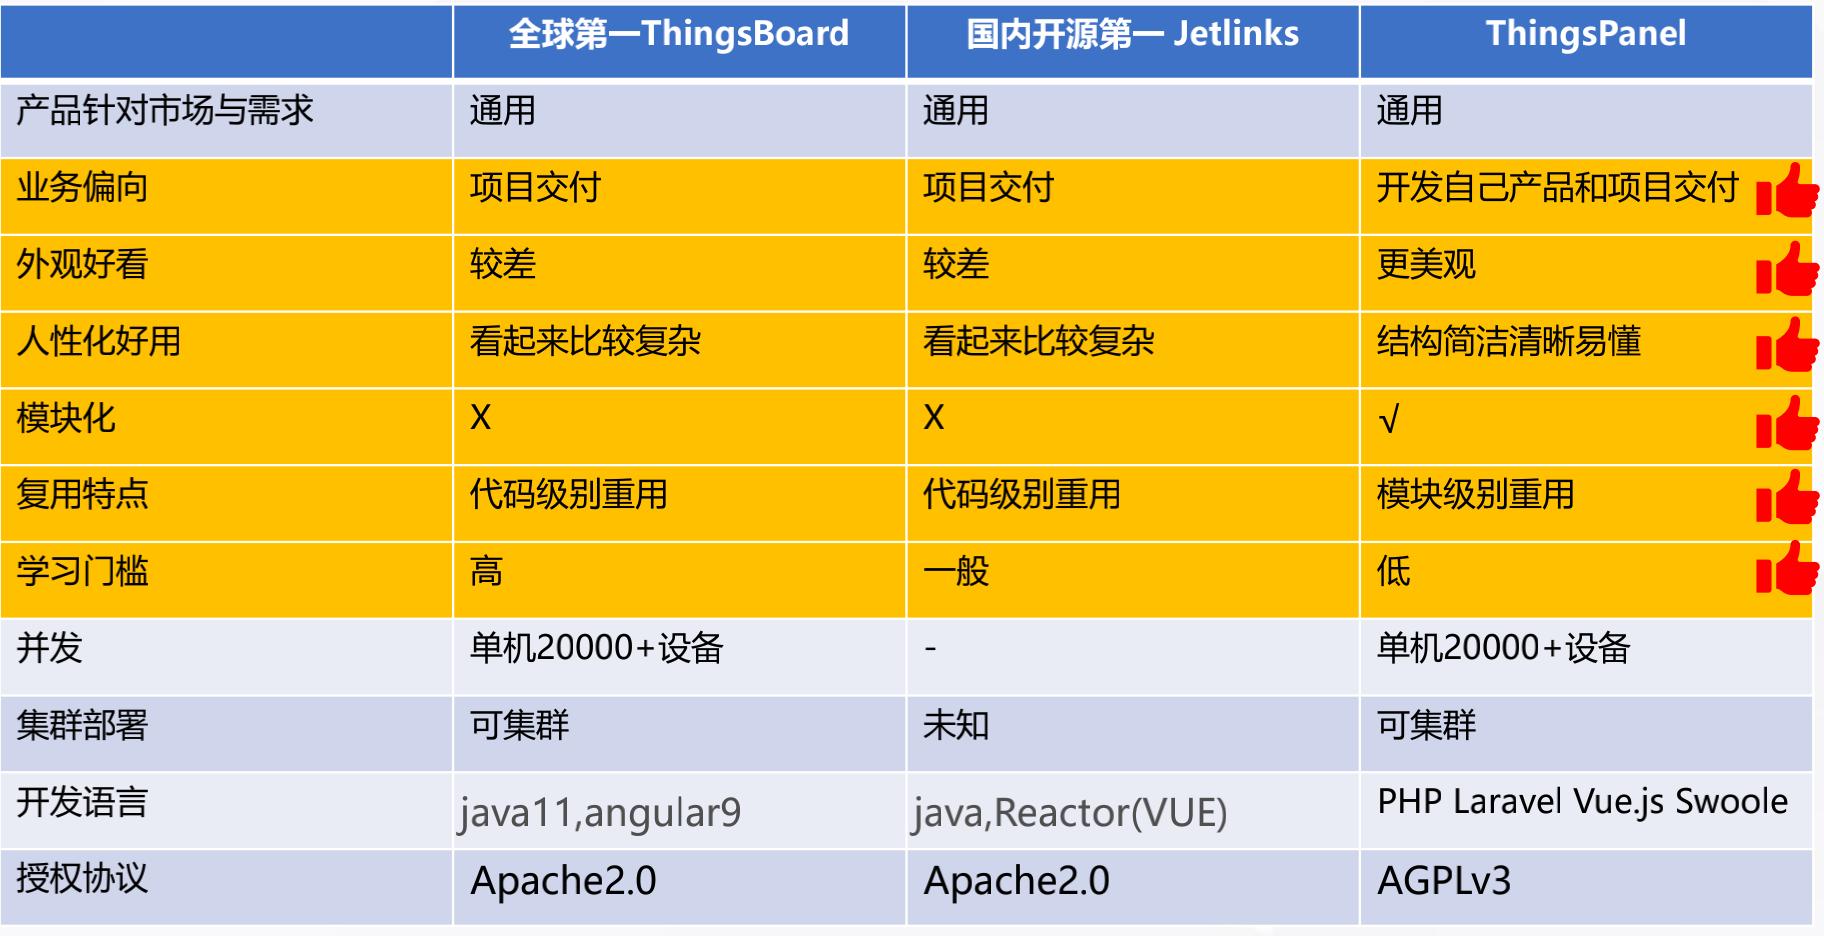 全球第一ThingsBoard 国内开源第一 Jetlinks ThingsPanel
产品针对市场与需求 通用 通用 通用
业务偏向 项目交付 项目交付 开发自己产品和项目交付
外观好看 较差 较差 更美观
人性化好用 看起来比较复杂 看起来比较复杂 结构简洁清晰易懂
模块化 X X √
复用特点 代码级别重用 代码级别重用 模块级别重用
学习门槛 高 一般 低
并发 单机20000+设备 - 单机20000+设备
集群部署 可集群 未知 可集群
开发语言 java11,angular9 java,Reactor(VUE) PHP Laravel Vue.js Swoole
授权协议 Apache2.0 Apache2.0 AGPLv3